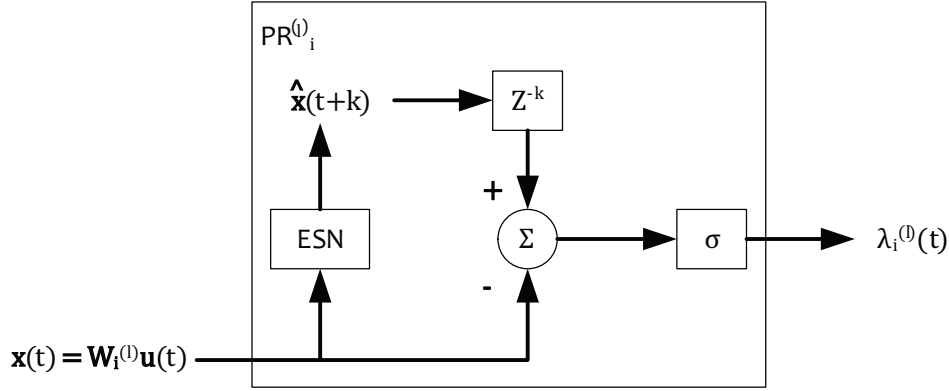 PR⁽ˡ⁾ᵢ
x̂(t+k)
Z⁻ᵏ
+
ESN
Σ
σ
λᵢ⁽ˡ⁾(t)
-
x(t) = Wᵢ⁽ˡ⁾u(t)